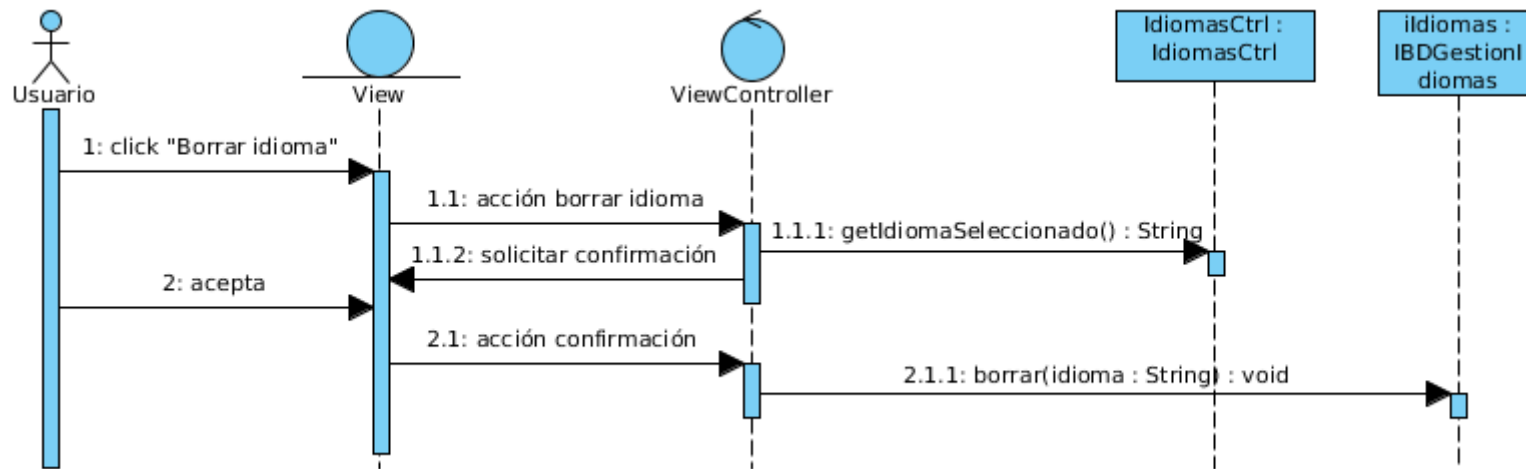 IdiomasCtrl :
IdiomasCtrl
iIdiomas :
IBDGestionI
diomas
Usuario
View
ViewController
1: click "Borrar idioma"
1.1: acción borrar idioma
1.1.1: getIdiomaSeleccionado() : String
1.1.2: solicitar confirmación
2: acepta
2.1: acción confirmación
2.1.1: borrar(idioma : String) : void